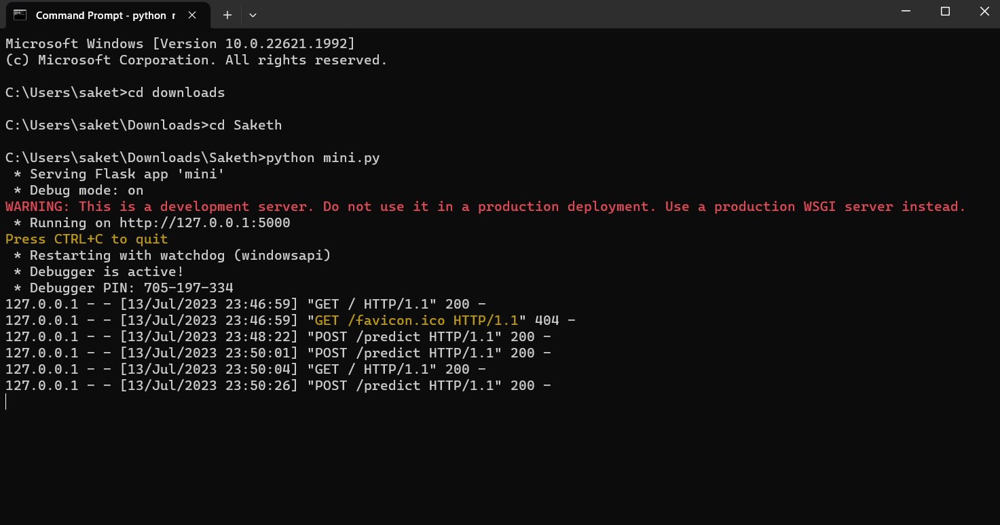 Command Prompt - python
Microsoft Windows [Version 10.0.22621.1992]
(c) Microsoft Corporation. All rights reserved.
C:\Users\saket>cd downloads
C:\Users\saket\Downloads>cd Saketh
C:\Users\saket\Downloads\Saketh>python mini.py
 * Serving Flask app 'mini'
 * Debug mode: on
WARNING: This is a development server. Do not use it in a production deployment. Use a production WSGI server instead.
 * Running on http://127.0.0.1:5000
Press CTRL+C to quit
 * Restarting with watchdog (windowsapi)
 * Debugger is active!
 * Debugger PIN: 705-197-334
127.0.0.1 - - [13/Jul/2023 23:46:59] "GET / HTTP/1.1" 200 -
127.0.0.1 - - [13/Jul/2023 23:46:59] "GET /favicon.ico HTTP/1.1" 404 -
127.0.0.1 - - [13/Jul/2023 23:48:22] "POST /predict HTTP/1.1" 200 -
127.0.0.1 - - [13/Jul/2023 23:50:01] "POST /predict HTTP/1.1" 200 -
127.0.0.1 - - [13/Jul/2023 23:50:04] "GET / HTTP/1.1" 200 -
127.0.0.1 - - [13/Jul/2023 23:50:26] "POST /predict HTTP/1.1" 200 -